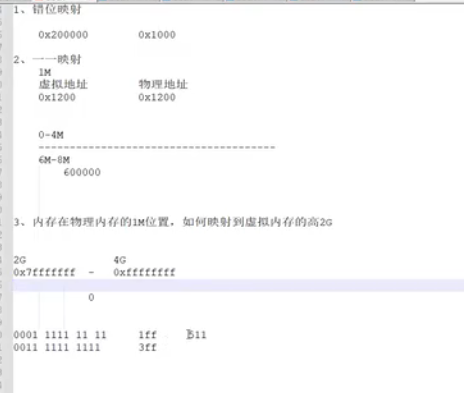 1、错位映射
0x200000 0x1000
2、一一映射
1M
虚拟地址 物理地址
0x1200 0x1200
0-4M
--------------------------------------
6M-8M
600000
3、内存在物理内存的1M位置，如何映射到虚拟内存的高2G
2G 4G
0x7fffffff - 0xffffffff
0
0001 1111 11 11 1ff 511
0011 1111 1111 3ff